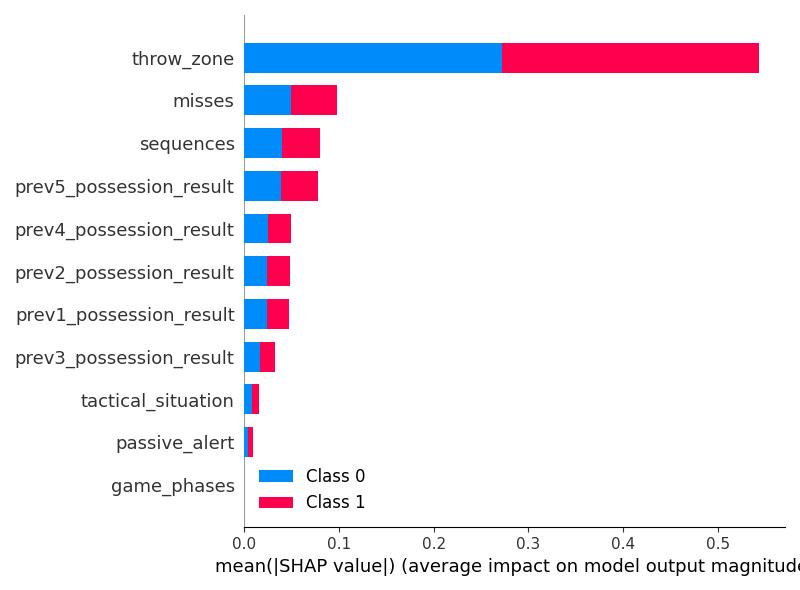 throw_zone
misses
sequences
prev5_possession_result
prev4_possession_result
prev2_possession_result
prev1_possession_result
prev3_possession_result
tactical_situation
passive_alert
game_phases
Class 0
Class 1
0.0 0.1 0.2 0.3 0.4 0.5
mean(|SHAP value|) (average impact on model output magnitude